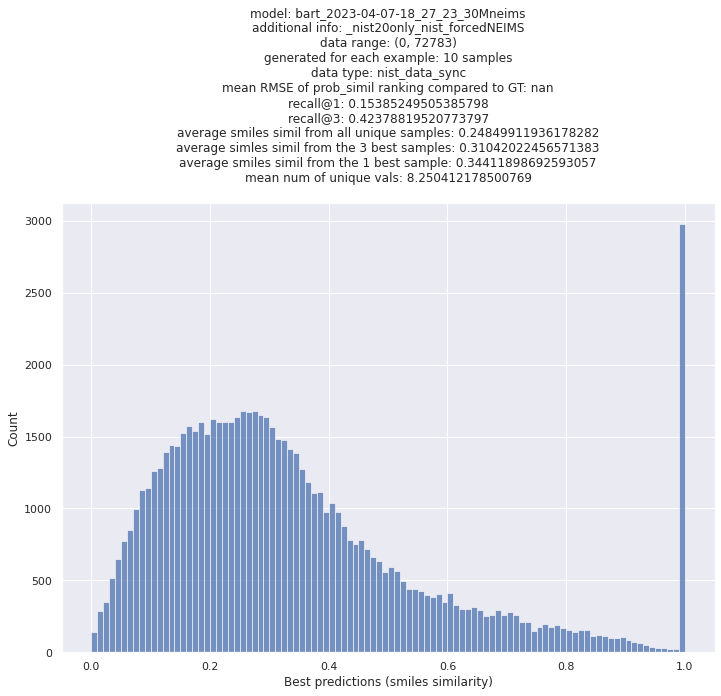 model: bart_2023-04-07-18_27_23_30Mneims
additional info: _nist20only_nist_forcedNEIMS
data range: (0, 72783)
generated for each example: 10 samples
data type: nist_data_sync
mean RMSE of prob_simil ranking compared to GT: nan
recall@1: 0.15385249505385798
recall@3: 0.42378819520773797
average smiles simil from all unique samples: 0.24849911936178282
average simles simil from the 3 best samples: 0.31042022456571383
average smiles simil from the 1 best sample: 0.34411898692593057
mean num of unique vals: 8.250412178500769
3000
2500
2000
1500
1000
500
0
Count
0.0 0.2 0.4 0.6 0.8 1.0
Best predictions (smiles similarity)